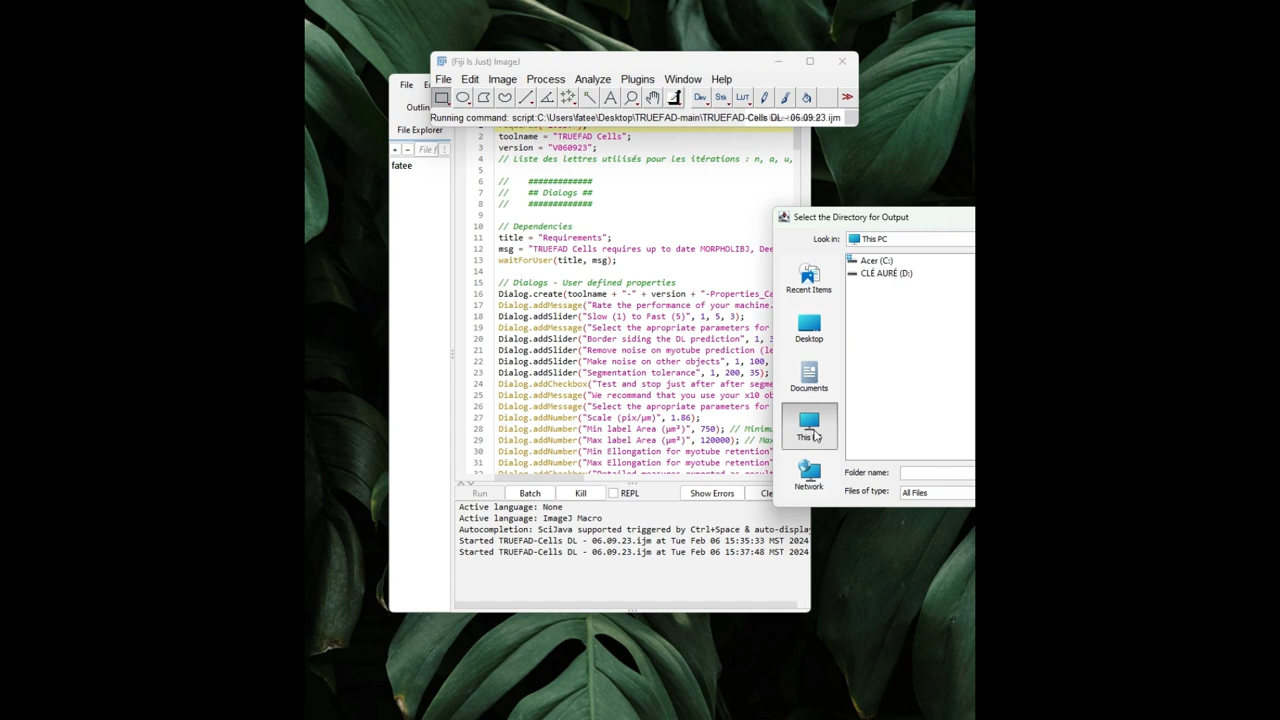 (Fiji Is Just) ImageJ
File Edit Image Process Analyze Plugins Window Help
Dev Stk LUT
Running command: script:C:\Users\fatee\Desktop\TRUEFAD-main\TRUEFAD-Cells DL - 06.09.23.ijm
File
Outlin
File Explorer
+ - File f
fatee
2 toolname = "TRUEFAD Cells";
3 version = "V060923";
4 // Liste des lettres utilisés pour les itérations : n, a, u,
5
6 // #############
7 // ## Dialogs ##
8 // #############
9
10 // Dependencies
11 title = "Requirements";
12 msg = "TRUEFAD Cells requires up to date MORPHOLIBJ, Dee
13 waitForUser(title, msg);
14
15 // Dialogs - User defined properties
16 Dialog.create(toolname + "-" + version + "-Properties_Ca
17 Dialog.addMessage("Rate the performance of your machine.
18 Dialog.addSlider("Slow (1) to Fast (5)", 1, 5, 3);
19 Dialog.addMessage("Select the apropriate parameters for
20 Dialog.addSlider("Border siding the DL prediction", 1, 3
21 Dialog.addSlider("Remove noise on myotube prediction (le
22 Dialog.addSlider("Make noise on other objects", 1, 100,
23 Dialog.addSlider("Segmentation tolerance", 1, 200, 35);
24 Dialog.addCheckbox("Test and stop just after after segme
25 Dialog.addMessage("We recommand that you use your x10 ob
26 Dialog.addMessage("Select the apropriate parameters for
27 Dialog.addNumber("Scale (pix/µm)", 1.86);
28 Dialog.addNumber("Min label Area (µm²)", 750); // Minimu
29 Dialog.addNumber("Max label Area (µm²)", 120000); // Max
30 Dialog.addNumber("Min Ellongation for myotube retention"
31 Dialog.addNumber("Max Ellongation for myotube retention"
Run Batch Kill REPL Show Errors Cle
Active language: None
Active language: ImageJ Macro
Autocompletion: SciJava supported triggered by Ctrl+Space & auto-display
Started TRUEFAD-Cells DL - 06.09.23.ijm at Tue Feb 06 15:35:33 MST 2024
Started TRUEFAD-Cells DL - 06.09.23.ijm at Tue Feb 06 15:37:48 MST 2024
Select the Directory for Output
Look in: This PC
Acer (C:)
CLÉ AURÉ (D:)
Recent Items
Desktop
Documents
This
Network
Folder name:
Files of type: All Files